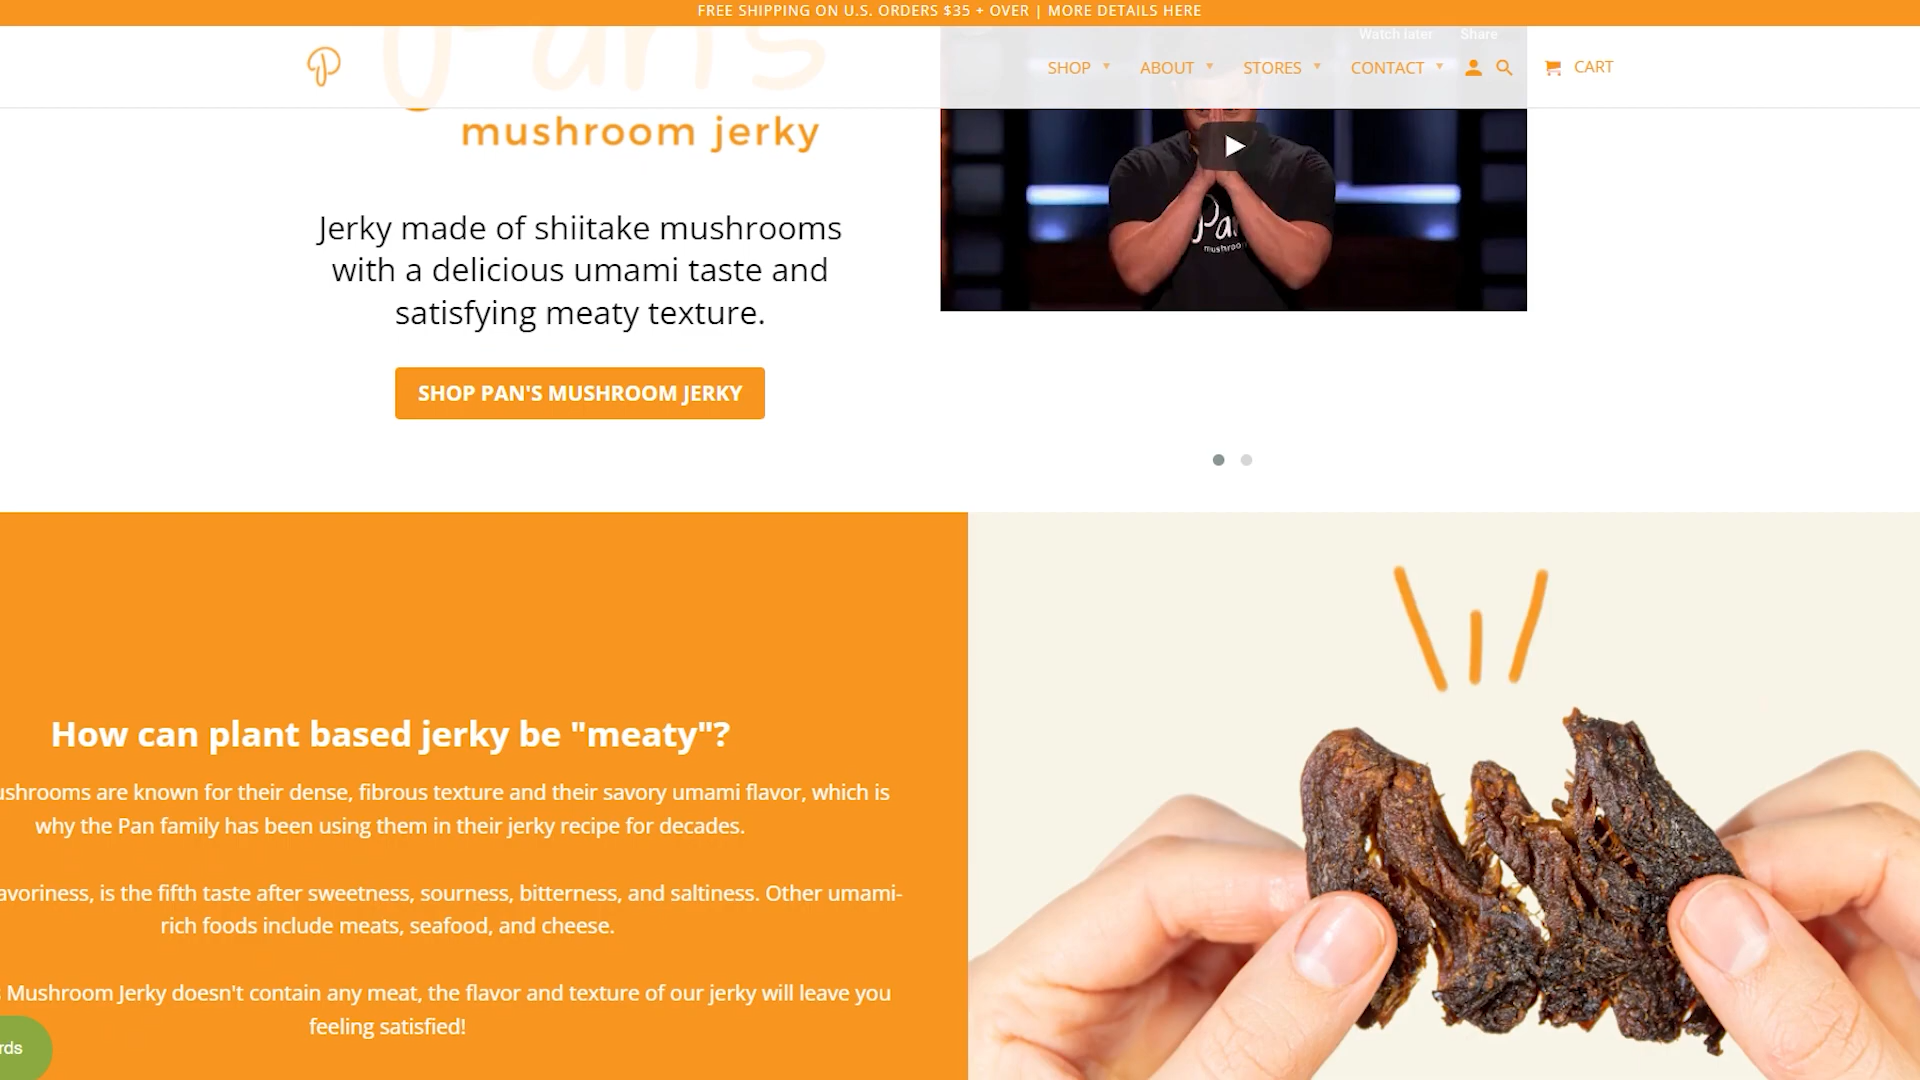 FREE SHIPPING ON U.S. ORDERS $35 + OVER | MORE DETAILS HERE
Pan's
Watch later Share
SHOP ABOUT STORES CONTACT CART
mushroom jerky
Pan
mushroo
Jerky made of shiitake mushrooms
with a delicious umami taste and
satisfying meaty texture.
SHOP PAN'S MUSHROOM JERKY
How can plant based jerky be "meaty"?
ushrooms are known for their dense, fibrous texture and their savory umami flavor, which is
why the Pan family has been using them in their jerky recipe for decades.
avoriness, is the fifth taste after sweetness, sourness, bitterness, and saltiness. Other umami-
rich foods include meats, seafood, and cheese.
s Mushroom Jerky doesn't contain any meat, the flavor and texture of our jerky will leave you
feeling satisfied!
rds